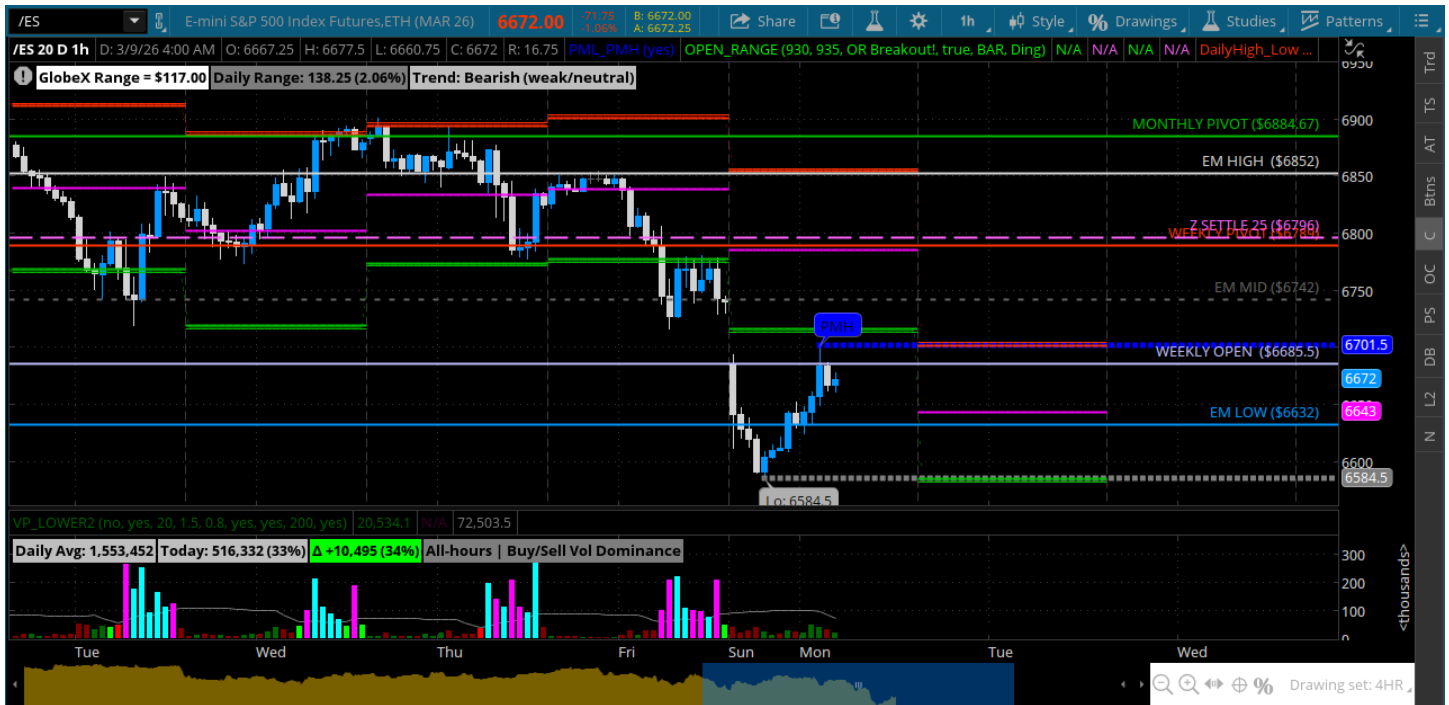 /ES E-mini S&P 500 Index Futures,ETH (MAR 26) 6672.00 -71.75 -1.06% B: 6672.00 A: 6672.25 Share 1h Style % Drawings Studies Patterns
/ES 20 D 1h D: 3/9/26 4:00 AM O: 6667.25 H: 6677.5 L: 6660.75 C: 6672 R: 16.75 PML_PMH (yes) OPEN_RANGE (930, 935, OR Breakout!, true, BAR, Ding) N/A N/A N/A N/A DailyHigh_Low ...
GlobeX Range = $117.00 Daily Range: 138.25 (2.06%) Trend: Bearish (weak/neutral)
6950
6900
MONTHLY PIVOT ($6884.67)
EM HIGH ($6852)
6850
Z SETTLE 25 ($6796)
WEEKLY PIVOT ($6789)
6800
EM MID ($6742)
6750
PMH
6701.5
WEEKLY OPEN ($6685.5)
6672
6643
EM LOW ($6632)
6600
6584.5
Lo: 6584.5
VP_LOWER2 (no, yes, 20, 1.5, 0.8, yes, yes, 200, yes) 20,534.1 N/A 72,503.5
Daily Avg: 1,553,452 Today: 516,332 (33%) Δ +10,495 (34%) All-hours | Buy/Sell Vol Dominance
300
200
100
0
<thousands>
Tue Wed Thu Fri Sun Mon Tue Wed
% Drawing set: 4HR
Trd
TS
AT
Btns
C
OC
PS
DB
L2
N